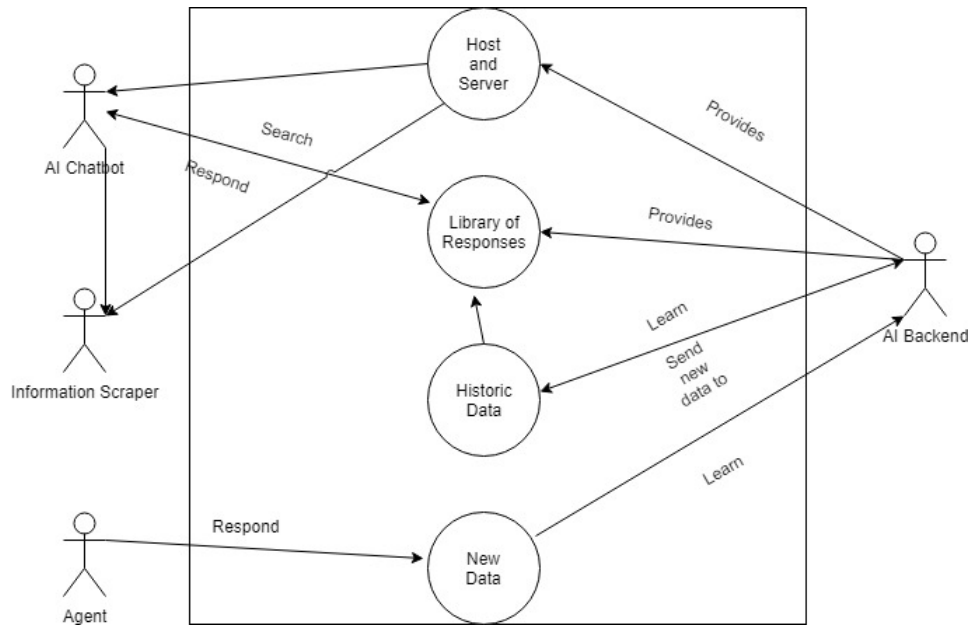 Host
and
Server
Provides
Search
AI Chatbot
Respond
Library of
Responses
Provides
Learn
AI Backend
Send
new
data to
Information Scraper
Historic
Data
Learn
Respond
New
Data
Agent